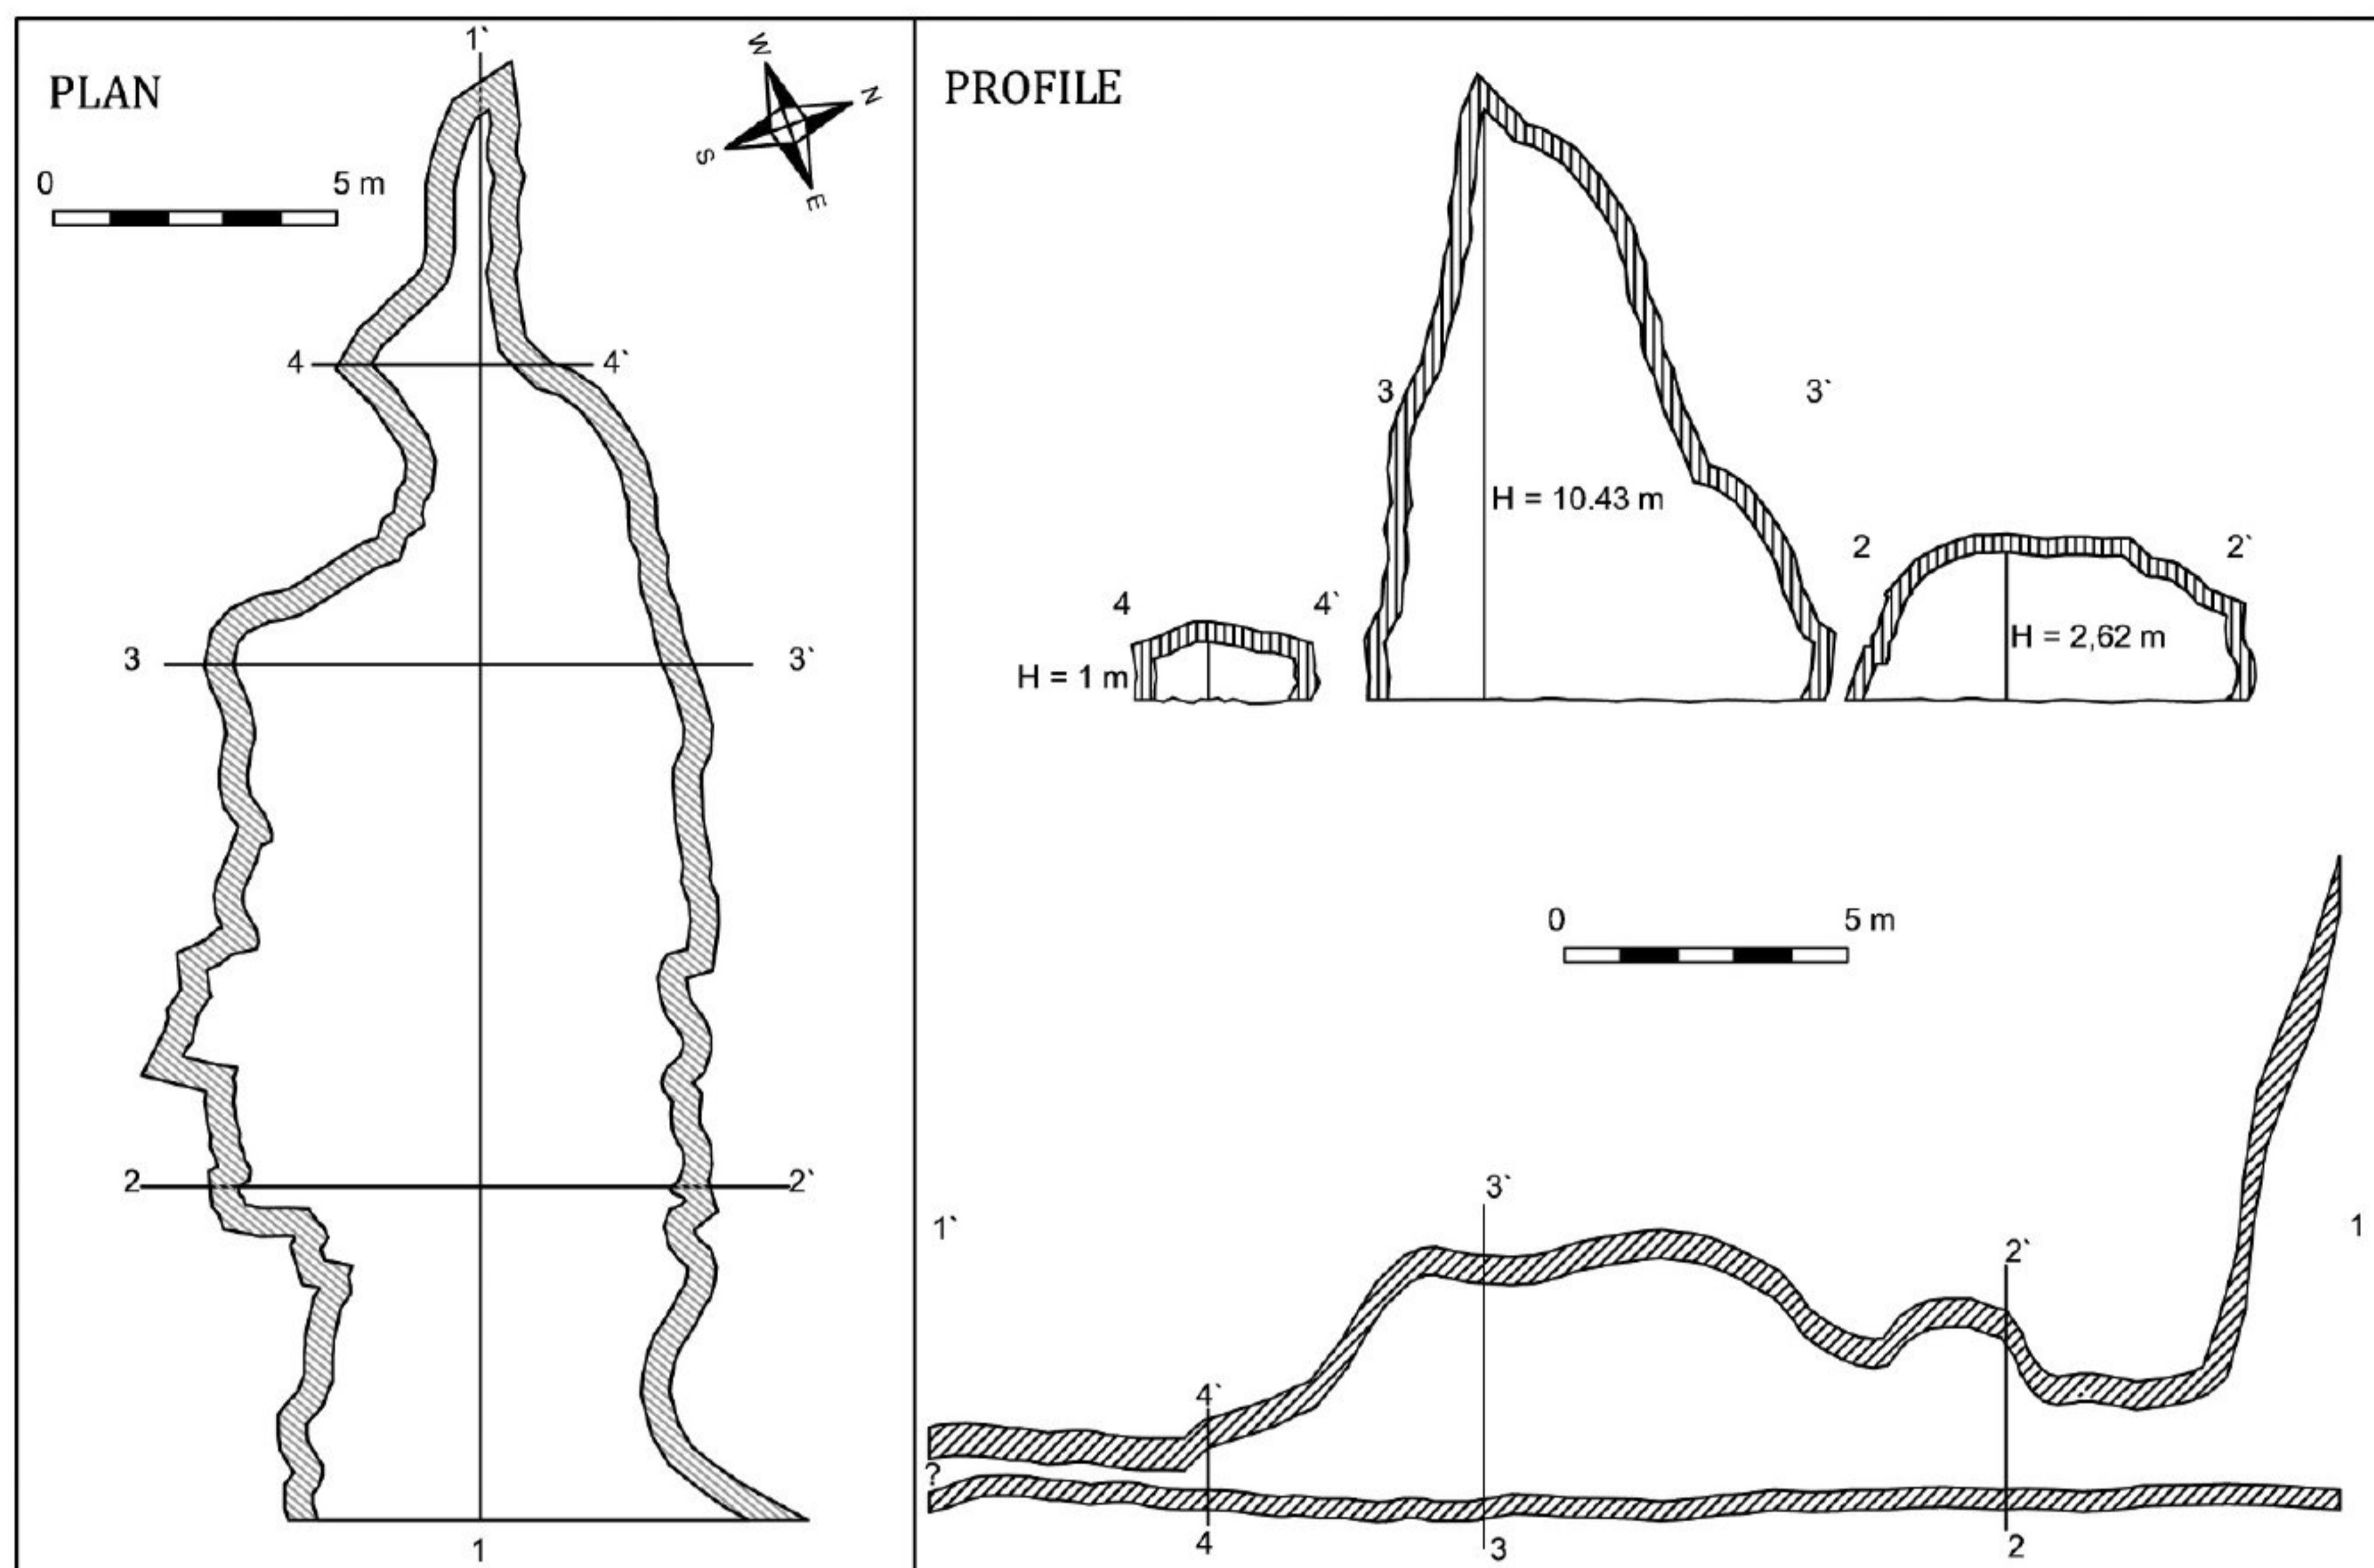 PLAN
1`
W
N
S
E
0 5 m
4 4`
3 3`
2 2`
1
PROFILE
3 3`
H = 10.43 m
4 4`
H = 1 m
2 2`
H = 2,62 m
0 5 m
1`
3`
2`
1
4`
?
4 3 2